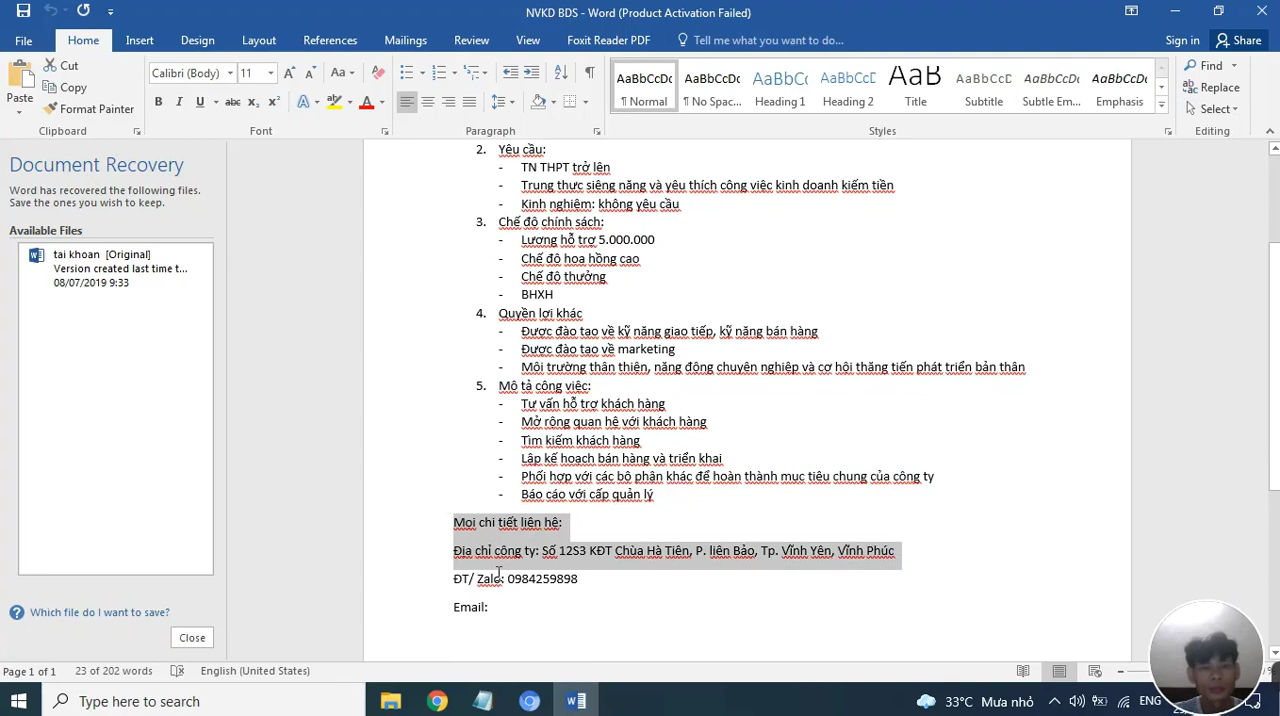 NVKD BDS - Word (Product Activation Failed)
File Home Insert Design Layout References Mailings Review View Foxit Reader PDF Tell me what you want to do... Sign in Share
Paste Cut Copy Format Painter
Calibri (Body) 11
AaBbCcDc AaBbCcDc AaBbCc AaBbCcD AaB AaBbCcD AaBbCcDc AaBbCcDc
¶ Normal ¶ No Spac... Heading 1 Heading 2 Title Subtitle Subtle Em... Emphasis
Find Replace Select
Clipboard Font Paragraph Styles Editing
Document Recovery
Word has recovered the following files.
Save the ones you wish to keep.
Available Files
tai khoan [Original]
Version created last time t...
08/07/2019 9:33
Which file do I want to save?
Close
2. Yêu cầu:
- TN THPT trở lên
- Trung thực siêng năng và yêu thích công việc kinh doanh kiếm tiền
- Kinh nghiệm: không yêu cầu
3. Chế độ chính sách:
- Lương hỗ trợ 5.000.000
- Chế độ hoa hồng cao
- Chế độ thưởng
- BHXH
4. Quyền lợi khác
- Được đào tạo về kỹ năng giao tiếp, kỹ năng bán hàng
- Được đào tạo về marketing
- Môi trường thân thiện, năng động chuyên nghiệp và cơ hội thăng tiến phát triển bản thân
5. Mô tả công việc:
- Tư vấn hỗ trợ khách hàng
- Mở rộng quan hệ với khách hàng
- Tìm kiếm khách hàng
- Lập kế hoạch bán hàng và triển khai
- Phối hợp với các bộ phận khác để hoàn thành mục tiêu chung của công ty
- Báo cáo với cấp quản lý
Mọi chi tiết liên hệ:
Địa chỉ công ty: Số 12S3 KĐT Chùa Hà Tiên, P. liên Bảo, Tp. Vĩnh Yên, Vĩnh Phúc
ĐT/ Zalo: 0984259898
Email:
Page 1 of 1 23 of 202 words English (United States)
Type here to search
33°C Mưa nhỏ ENG